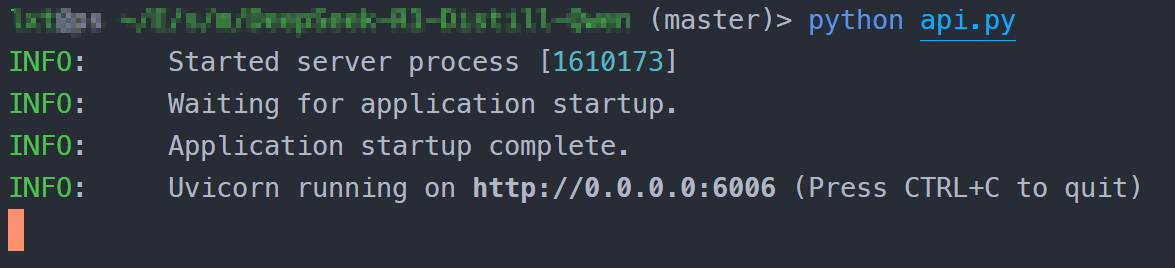 (master)> python api.py
INFO:     Started server process [1610173]
INFO:     Waiting for application startup.
INFO:     Application startup complete.
INFO:     Uvicorn running on http://0.0.0.0:6006 (Press CTRL+C to quit)